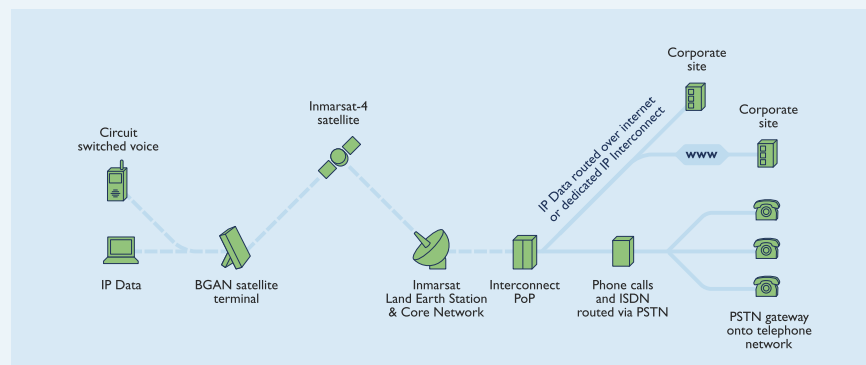 Corporate
site
Inmarsat-4
satellite
Corporate
site
Circuit
switched voice
IP Data routed over internet
or dedicated IP Interconnect
www
IP Data
BGAN satellite
terminal
Inmarsat
Land Earth Station
& Core Network
Interconnect
PoP
Phone calls
and ISDN
routed via PSTN
PSTN gateway
onto telephone
network